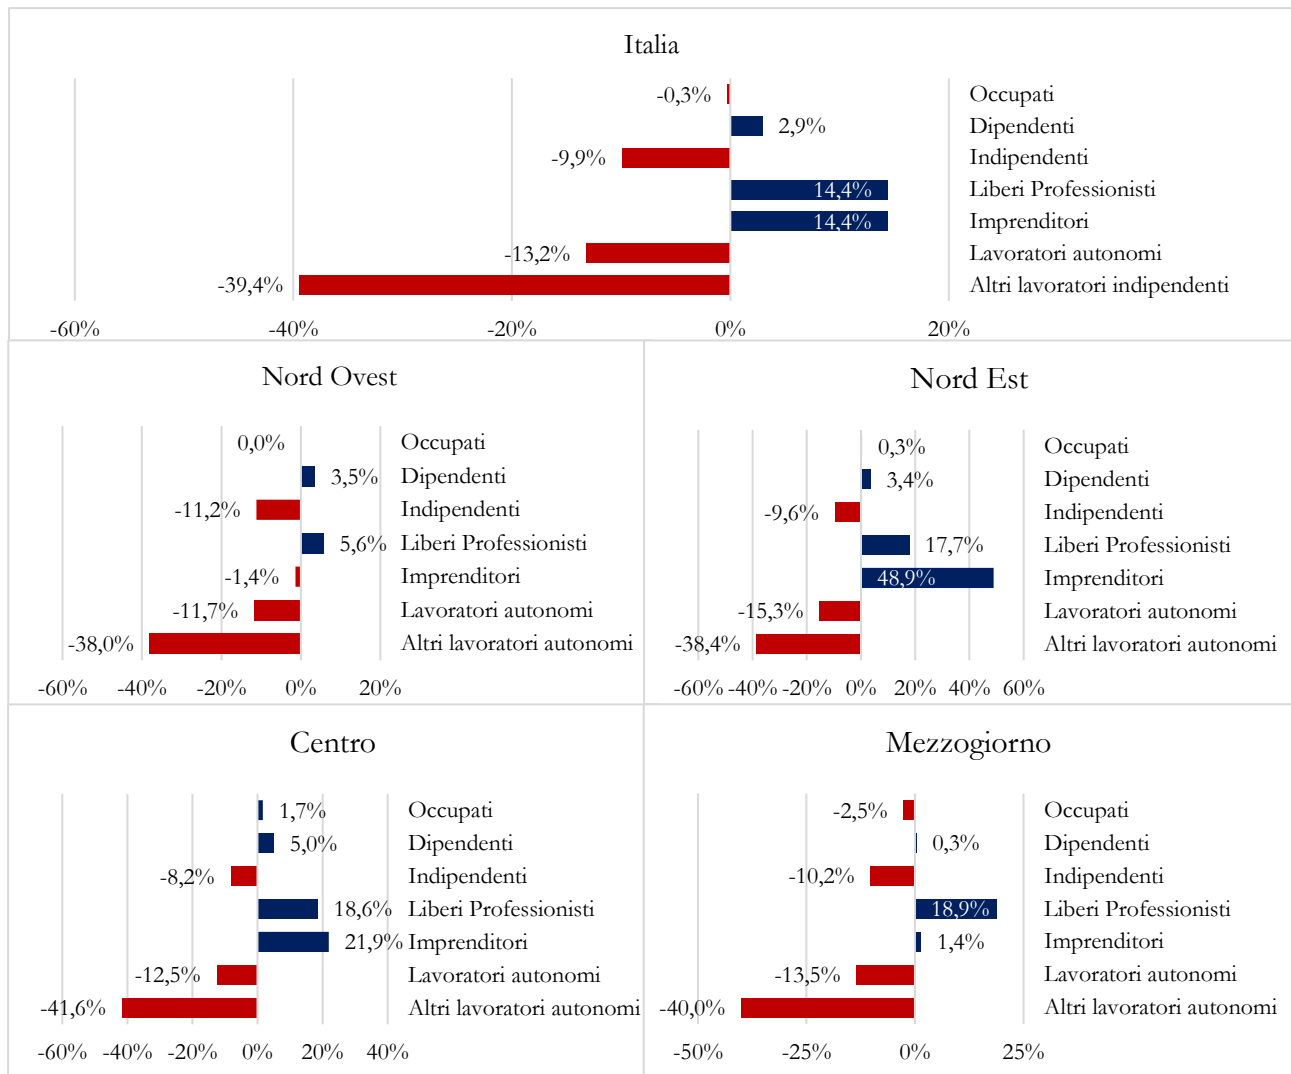 Italia
-0,3% Occupati
2,9% Dipendenti
-9,9% Indipendenti
14,4% Liberi Professionisti
14,4% Imprenditori
-13,2% Lavoratori autonomi
-39,4% Altri lavoratori indipendenti
-60% -40% -20% 0% 20%
Nord Ovest
0,0% Occupati
3,5% Dipendenti
-11,2% Indipendenti
5,6% Liberi Professionisti
-1,4% Imprenditori
-11,7% Lavoratori autonomi
-38,0% Altri lavoratori autonomi
-60% -40% -20% 0% 20%
Nord Est
0,3% Occupati
3,4% Dipendenti
-9,6% Indipendenti
17,7% Liberi Professionisti
48,9% Imprenditori
-15,3% Lavoratori autonomi
-38,4% Altri lavoratori autonomi
-60% -40% -20% 0% 20% 40% 60%
Centro
1,7% Occupati
5,0% Dipendenti
-8,2% Indipendenti
18,6% Liberi Professionisti
21,9% Imprenditori
-12,5% Lavoratori autonomi
-41,6% Altri lavoratori autonomi
-60% -40% -20% 0% 20% 40%
Mezzogiorno
-2,5% Occupati
0,3% Dipendenti
-10,2% Indipendenti
18,9% Liberi Professionisti
1,4% Imprenditori
-13,5% Lavoratori autonomi
-40,0% Altri lavoratori autonomi
-50% -25% 0% 25%